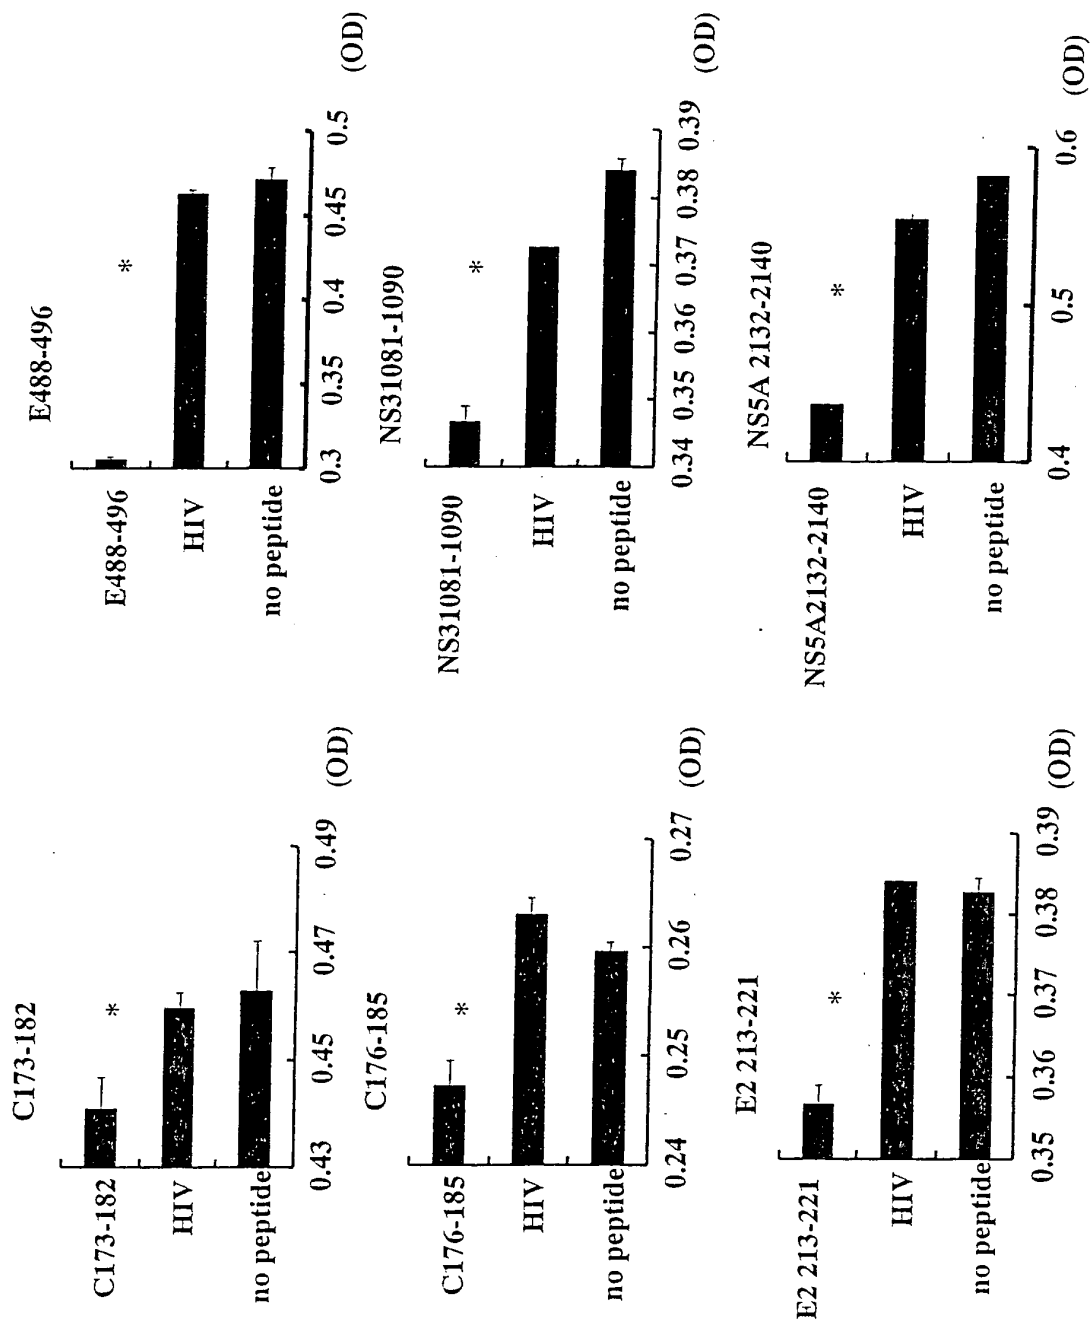 C173-182
C173-182
HIV
no peptide
*
0.43 0.45 0.47 0.49 (OD)
E488-496
E488-496
HIV
no peptide
*
0.3 0.35 0.4 0.45 0.5 (OD)
C176-185
C176-185
HIV
no peptide
*
0.24 0.25 0.26 0.27 (OD)
NS31081-1090
NS31081-1090
HIV
no peptide
*
0.34 0.35 0.36 0.37 0.38 0.39 (OD)
E2 213-221
E2 213-221
HIV
no peptide
*
0.35 0.36 0.37 0.38 0.39 (OD)
NS5A 2132-2140
NS5A2132-2140
HIV
no peptide
*
0.4 0.5 0.6 (OD)